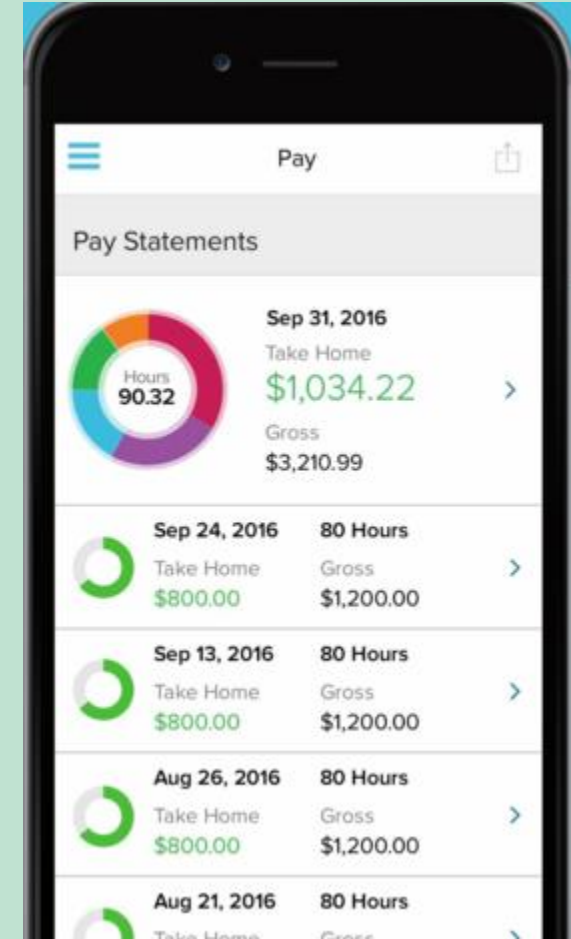 Pay
Pay Statements
Hours
90.32
Sep 31, 2016
Take Home
$1,034.22
Gross
$3,210.99
Sep 24, 2016 80 Hours
Take Home Gross
$800.00 $1,200.00
Sep 13, 2016 80 Hours
Take Home Gross
$800.00 $1,200.00
Aug 26, 2016 80 Hours
Take Home Gross
$800.00 $1,200.00
Aug 21, 2016 80 Hours
Take Home Gross